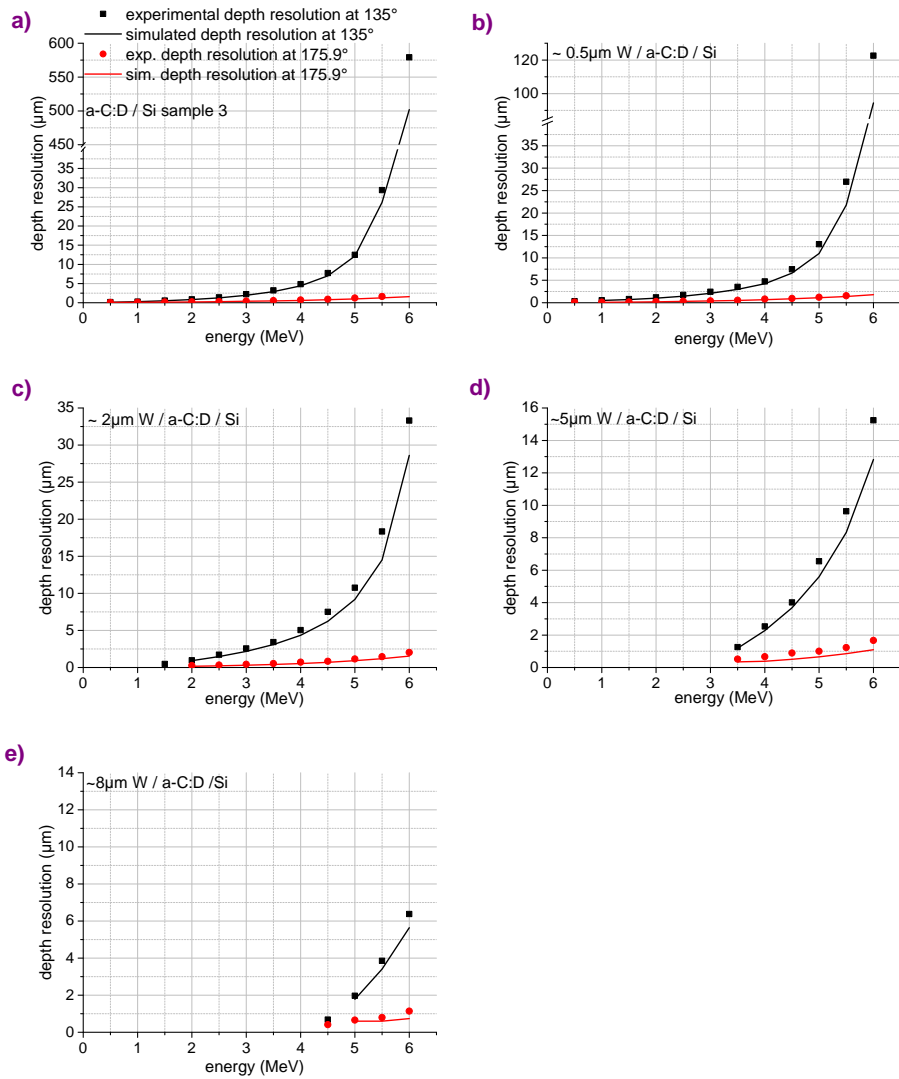 a)
experimental depth resolution at 135°
simulated depth resolution at 135°
exp. depth resolution at 175.9°
sim. depth resolution at 175.9°
a-C:D / Si sample 3
600
550
500
450
35
30
25
20
15
10
5
0
depth resolution (µm)
0 1 2 3 4 5 6
energy (MeV)
b)
~ 0.5µm W / a-C:D / Si
120
100
35
30
25
20
15
10
5
0
depth resolution (µm)
0 1 2 3 4 5 6
energy (MeV)
c)
~ 2µm W / a-C:D / Si
35
30
25
20
15
10
5
0
depth resolution (µm)
0 1 2 3 4 5 6
energy (MeV)
d)
~5µm W / a-C:D / Si
16
14
12
10
8
6
4
2
0
depth resolution (µm)
0 1 2 3 4 5 6
energy (MeV)
e)
~8µm W / a-C:D /Si
14
12
10
8
6
4
2
0
depth resolution (µm)
0 1 2 3 4 5 6
energy (MeV)